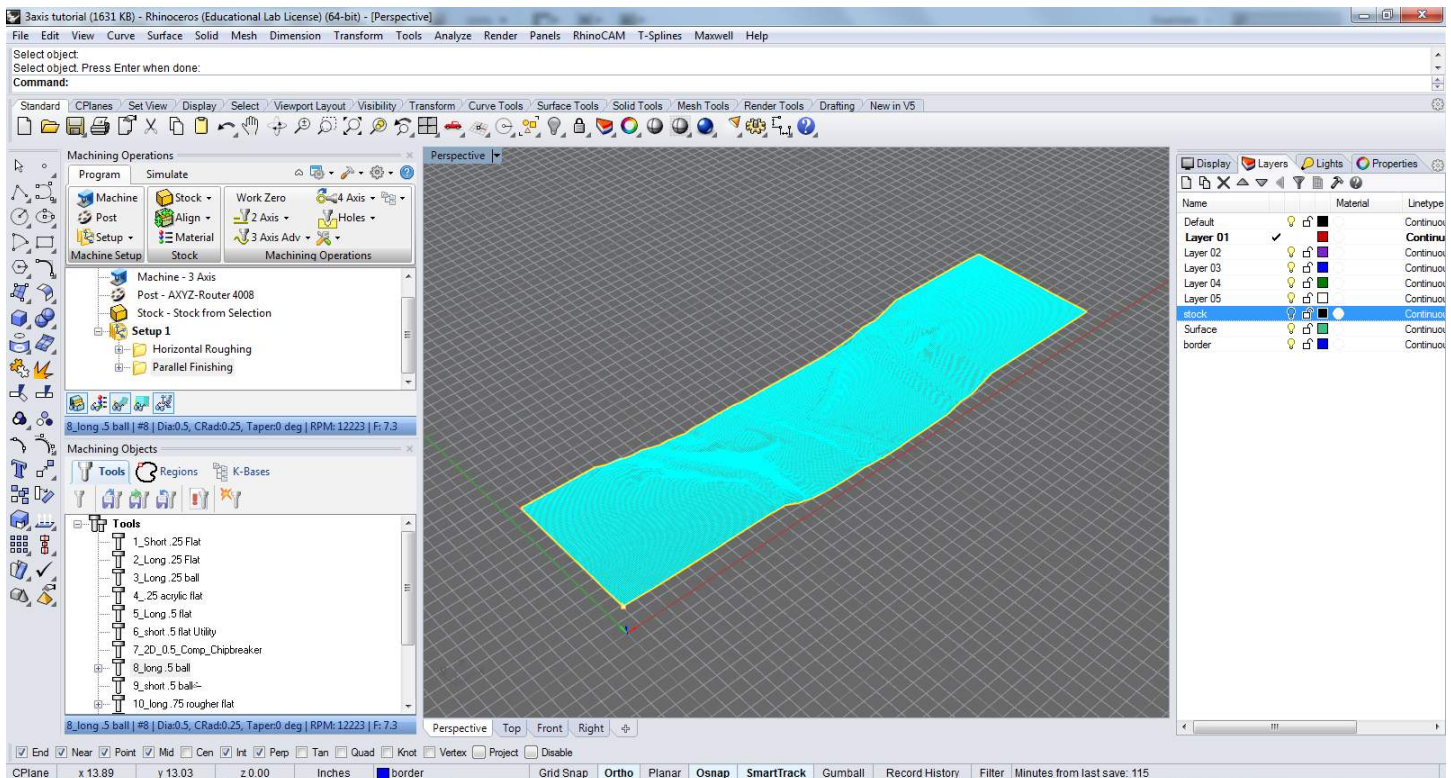 3axis tutorial (1631 KB) - Rhinoceros (Educational Lab License) (64-bit) - [Perspective]
File Edit View Curve Surface Solid Mesh Dimension Transform Tools Analyze Render Panels RhinoCAM T-Splines Maxwell Help
Select object:
Select object. Press Enter when done:
Command:
Standard CPlanes Set View Display Select Viewport Layout Visibility Transform Curve Tools Surface Tools Solid Tools Mesh Tools Render Tools Drafting New in V5
Machining Operations
Program Simulate
Machine Stock Work Zero 4 Axis
Post Align 2 Axis Holes
Setup Material 3 Axis Adv
Machine Setup Stock Machining Operations
Machine - 3 Axis
Post - AXYZ-Router 4008
Stock - Stock from Selection
Setup 1
Horizontal Roughing
Parallel Finishing
8_long .5 ball | #8 | Dia:0.5, CRad:0.25, Taper:0 deg | RPM: 12223 | F: 7.3
Machining Objects
Tools Regions K-Bases
Tools
1_Short .25 Flat
2_Long .25 Flat
3_Long .25 ball
4_.25 acrylic flat
5_Long .5 flat
6_short .5 flat Utility
7_2D_0.5_Comp_Chipbreaker
8_long .5 ball
9_short .5 ball
10_long .75 rougher flat
8_long .5 ball | #8 | Dia:0.5, CRad:0.25, Taper:0 deg | RPM: 12223 | F: 7.3
Perspective
Perspective Top Front Right
Display Layers Lights Properties
Name Material Linetype
Default Continuou
Layer 01 Continu
Layer 02 Continuou
Layer 03 Continuou
Layer 04 Continuou
Layer 05 Continuou
stock Continuou
Surface Continuou
border Continuou
End Near Point Mid Cen Int Perp Tan Quad Knot Vertex Project Disable
CPlane x 13.89 y 13.03 z 0.00 Inches border Grid Snap Ortho Planar Osnap SmartTrack Gumball Record History Filter Minutes from last save: 115